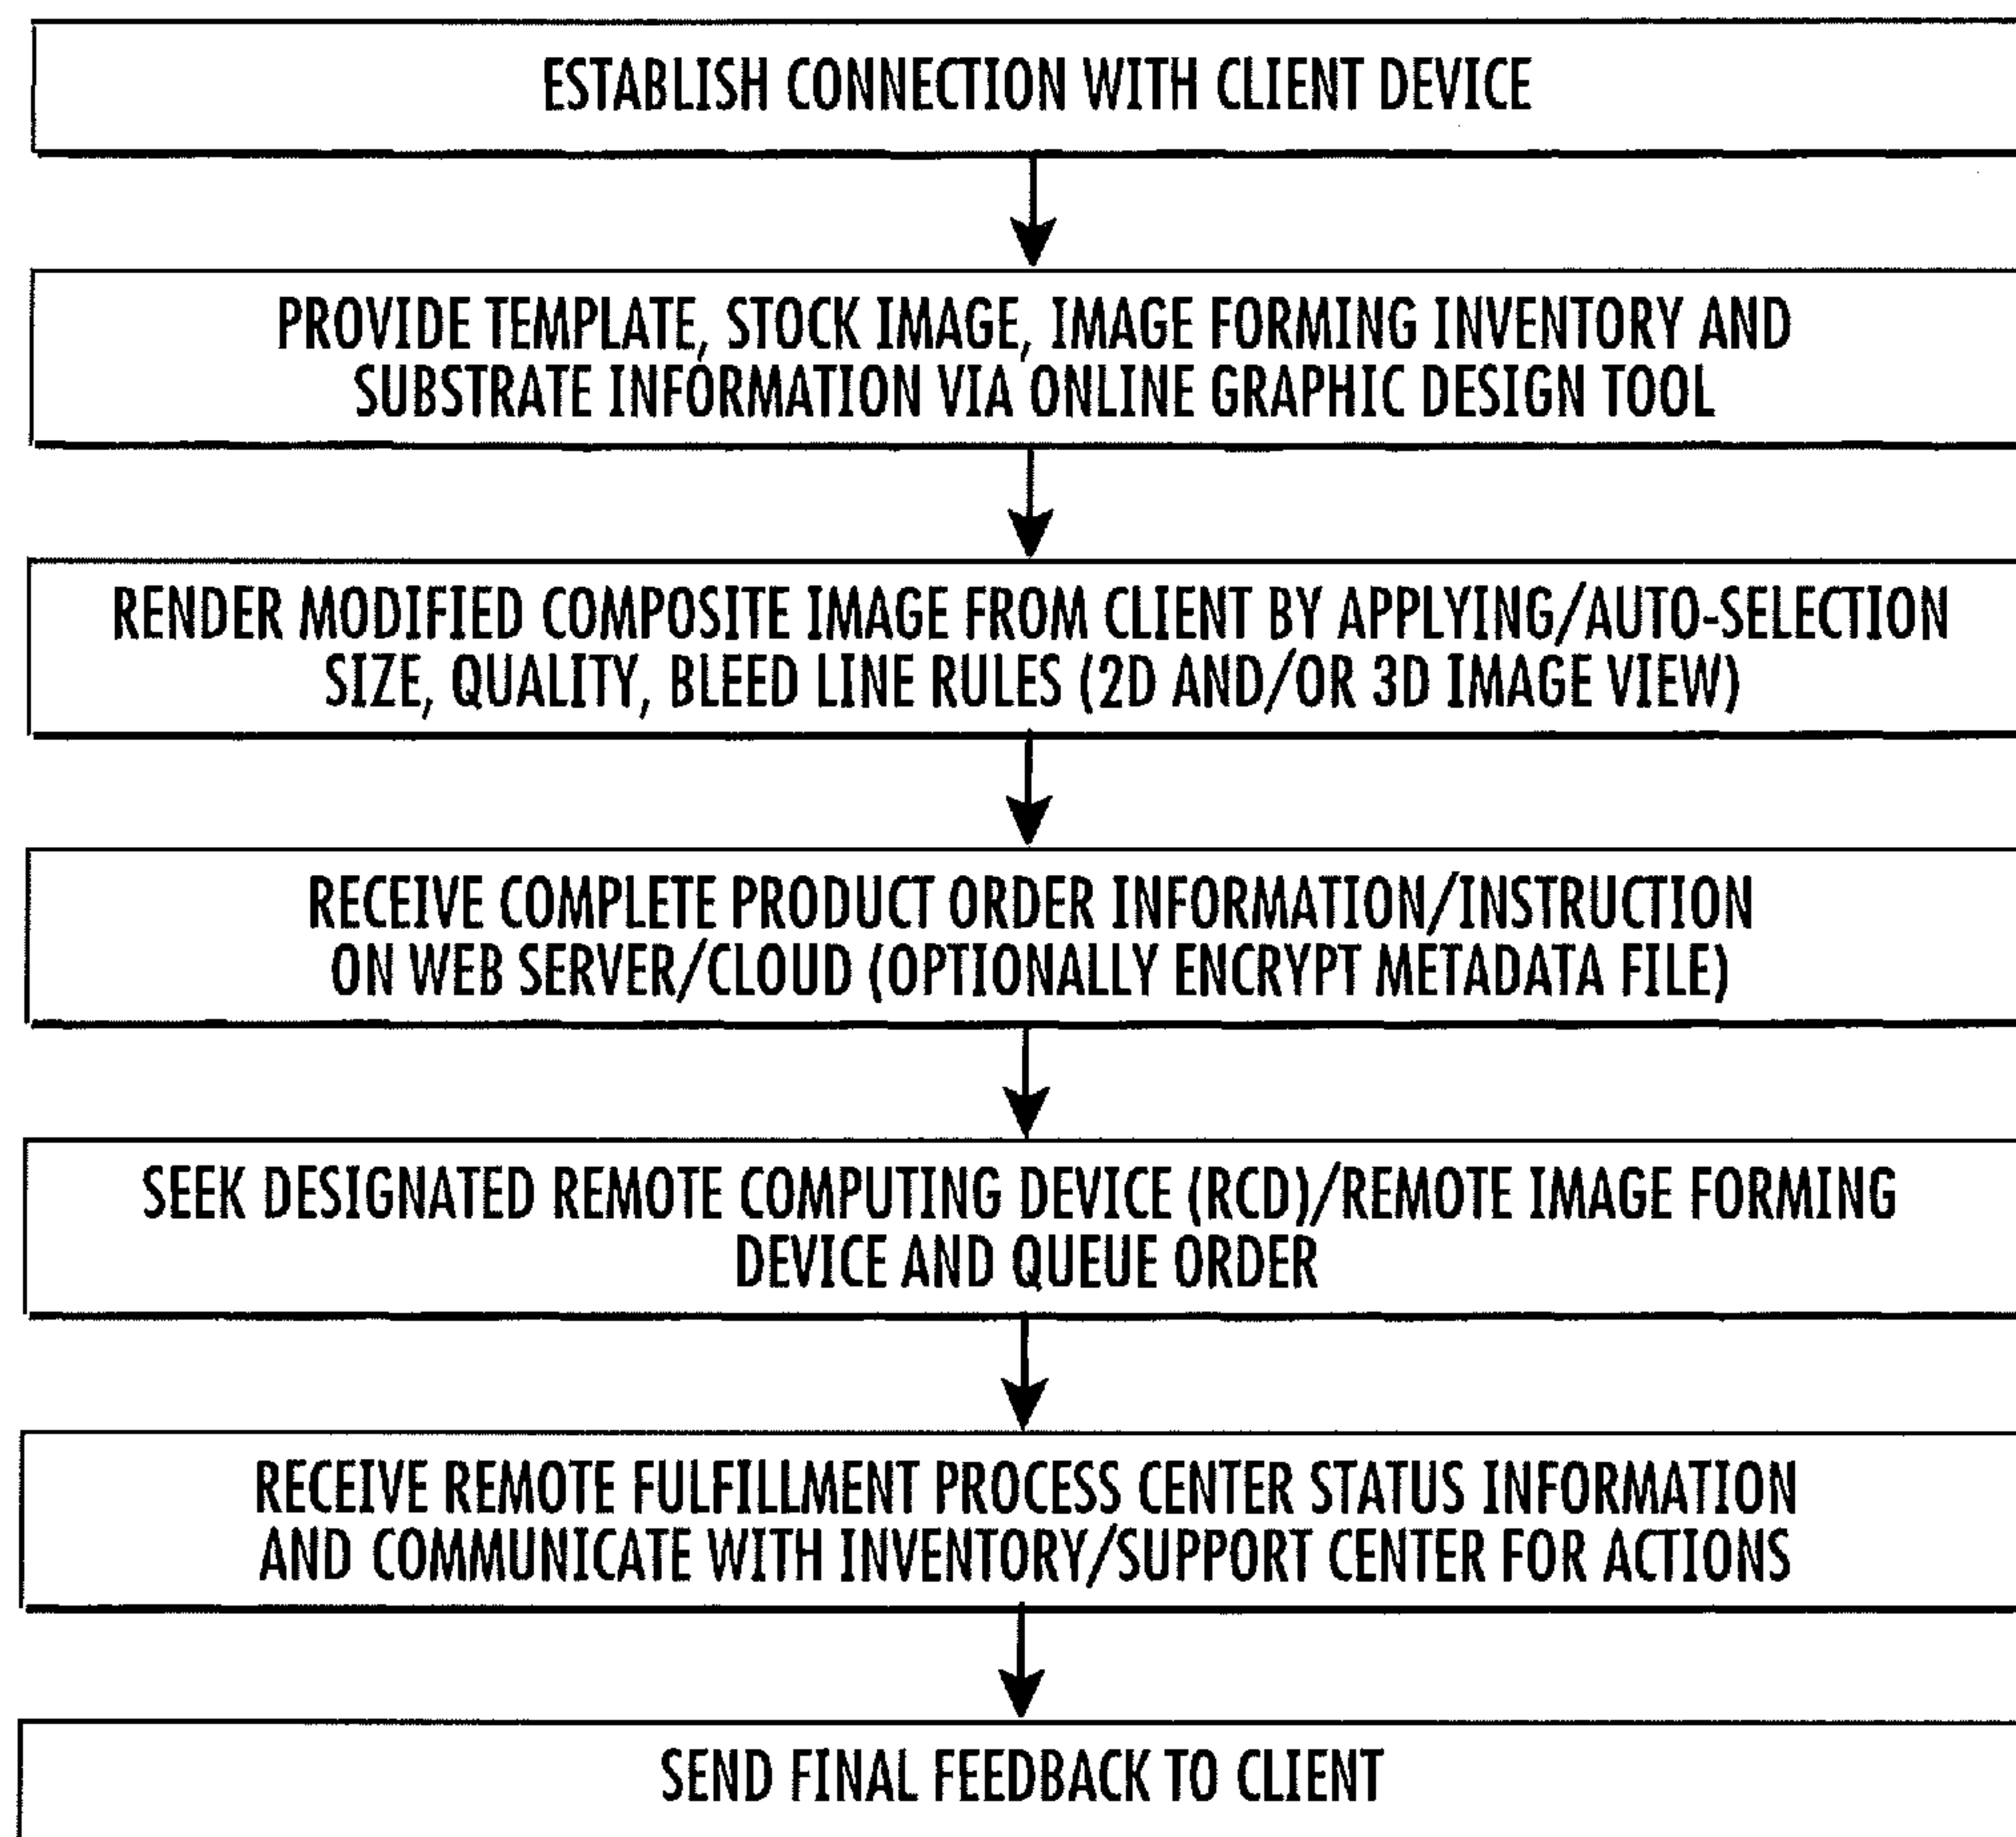 ESTABLISH CONNECTION WITH CLIENT DEVICE
PROVIDE TEMPLATE, STOCK IMAGE, IMAGE FORMING INVENTORY AND
SUBSTRATE INFORMATION VIA ONLINE GRAPHIC DESIGN TOOL
RENDER MODIFIED COMPOSITE IMAGE FROM CLIENT BY APPLYING/AUTO-SELECTION
SIZE, QUALITY, BLEED LINE RULES (2D AND/OR 3D IMAGE VIEW)
RECEIVE COMPLETE PRODUCT ORDER INFORMATION/INSTRUCTION
ON WEB SERVER/CLOUD (OPTIONALLY ENCRYPT METADATA FILE)
SEEK DESIGNATED REMOTE COMPUTING DEVICE (RCD)/REMOTE IMAGE FORMING
DEVICE AND QUEUE ORDER
RECEIVE REMOTE FULFILLMENT PROCESS CENTER STATUS INFORMATION
AND COMMUNICATE WITH INVENTORY/SUPPORT CENTER FOR ACTIONS
SEND FINAL FEEDBACK TO CLIENT